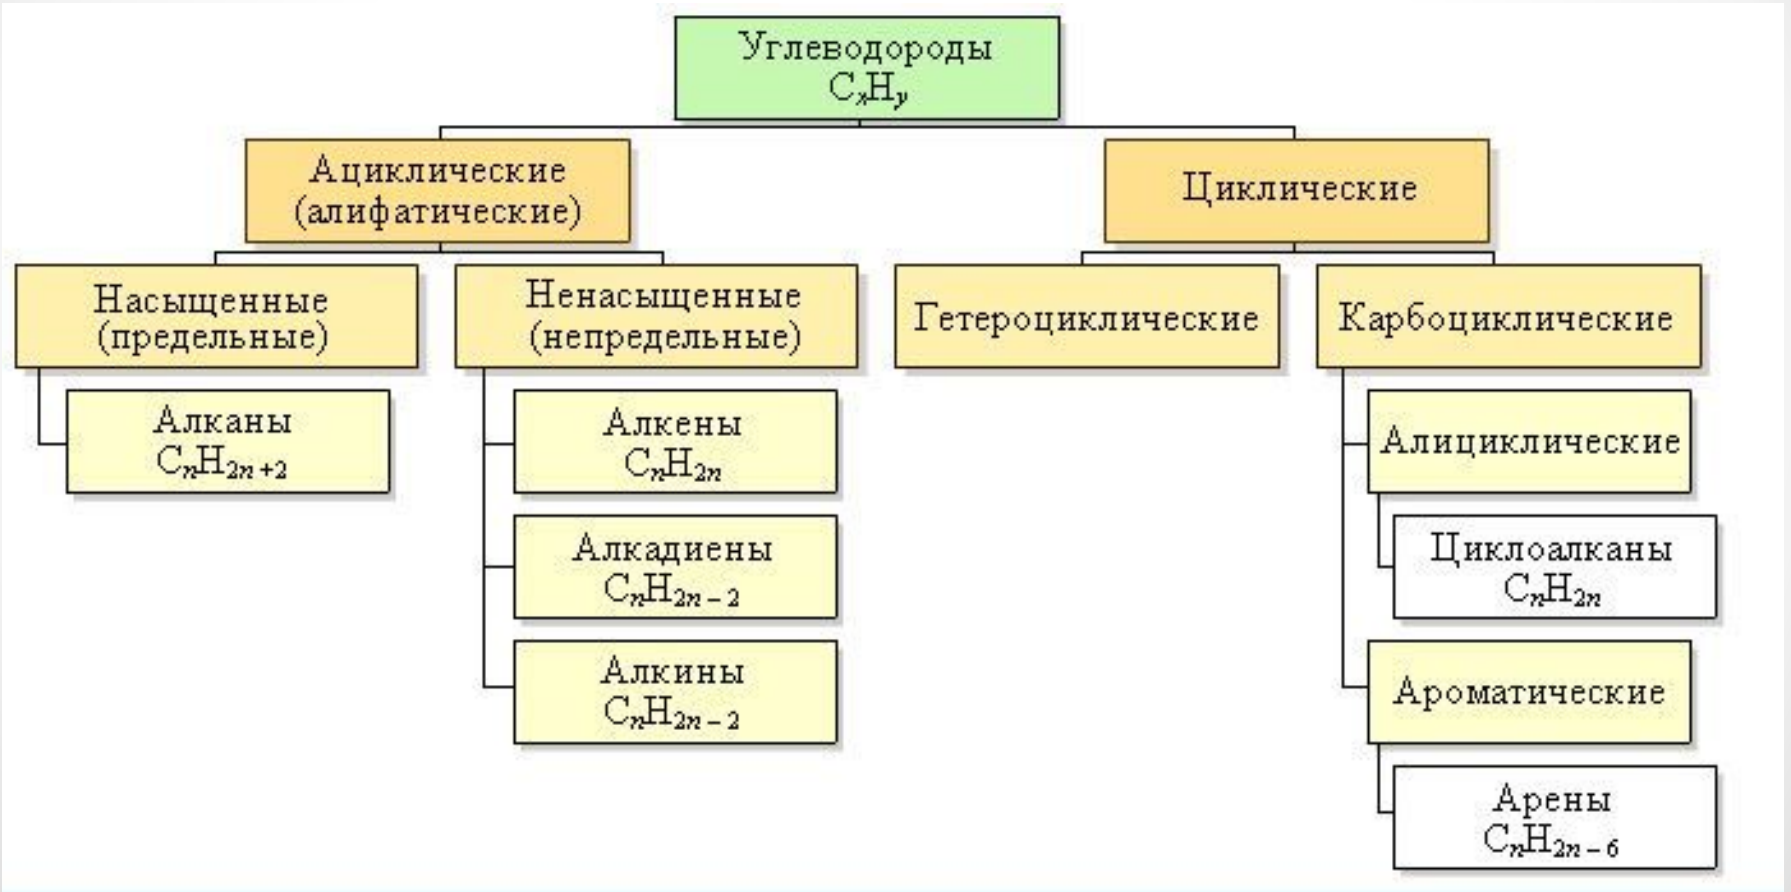 Углеводороды
CxHy
Ациклические
(алифатические)
Циклические
Насыщенные
(предельные)
Ненасыщенные
(непредельные)
Гетероциклические
Карбоциклические
Алканы
CnH2n+2
Алкены
CnH2n
Алициклические
Алкадиены
CnH2n – 2
Циклоалканы
CnH2n
Алкины
CnH2n – 2
Ароматические
Арены
CnH2n – 6